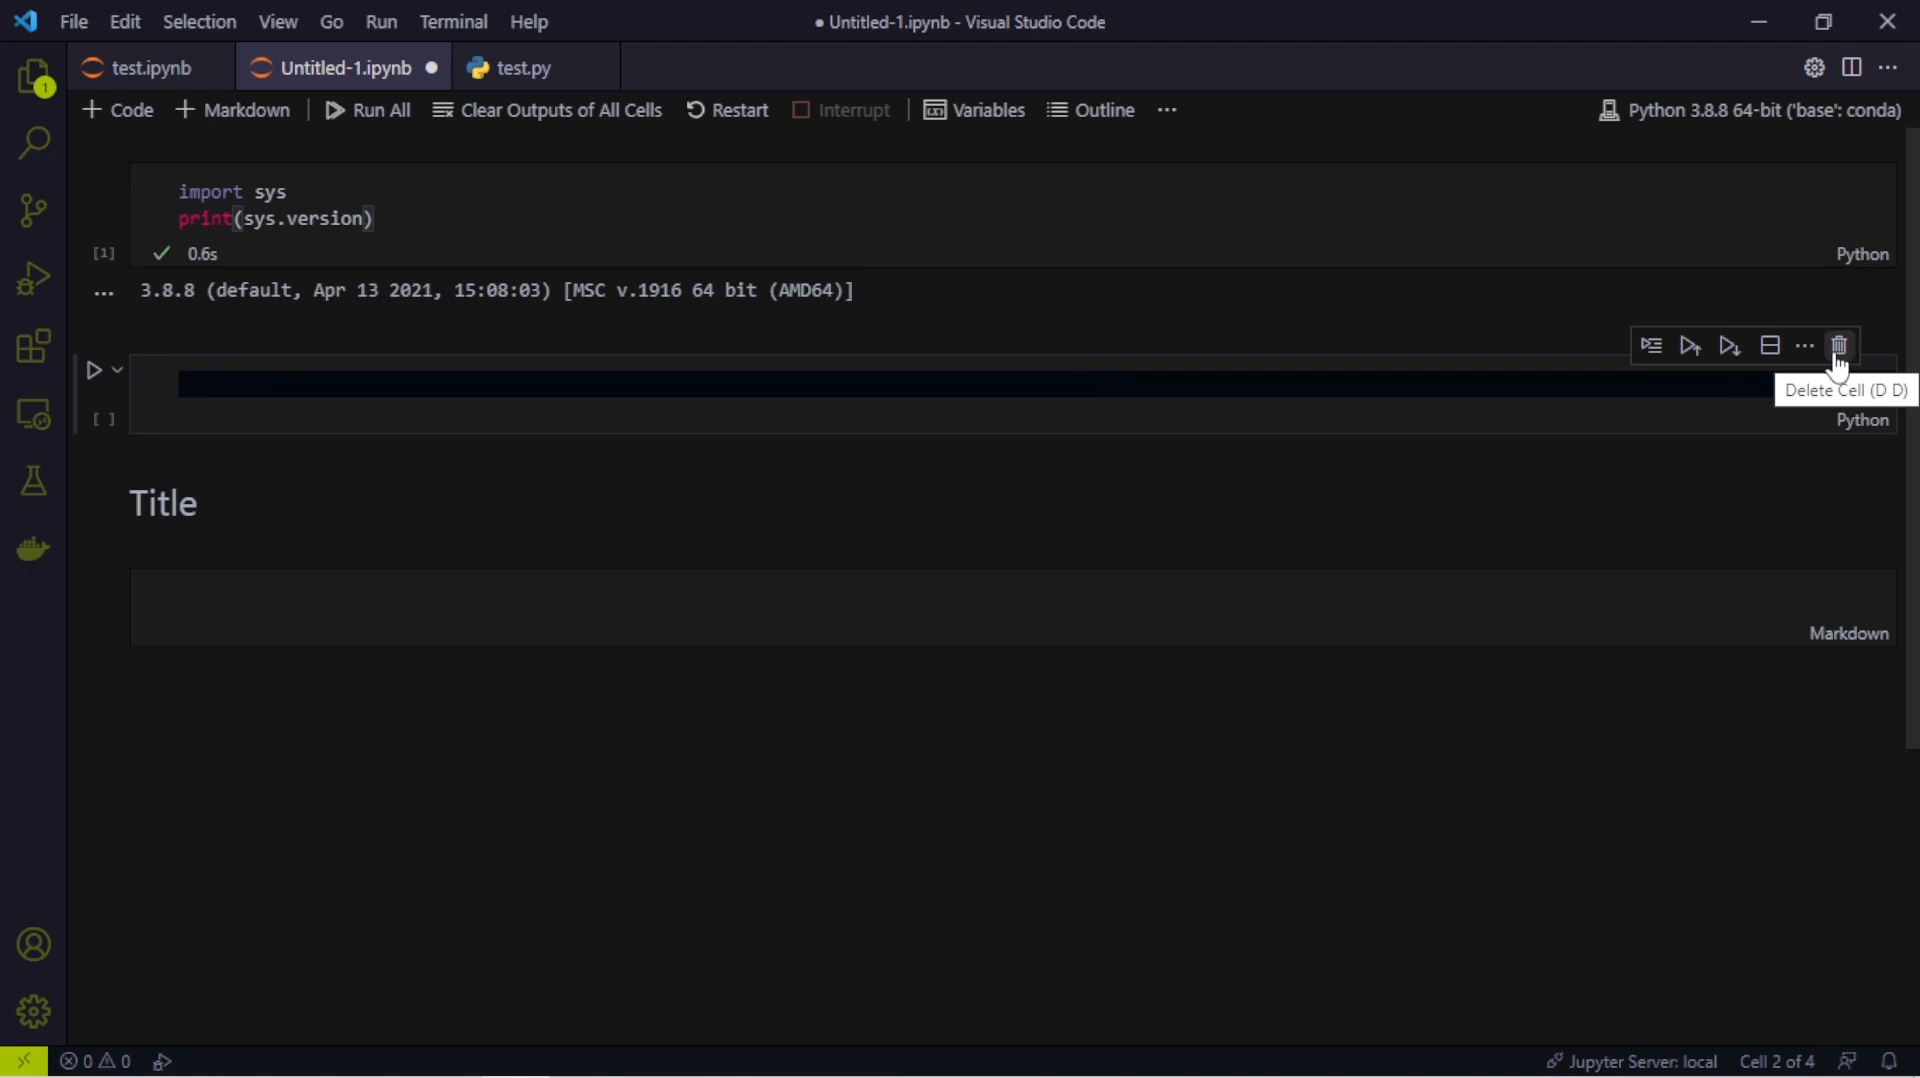 File Edit Selection View Go Run Terminal Help ● Untitled-1.ipynb - Visual Studio Code
1 test.ipynb Untitled-1.ipynb ● test.py
+ Code + Markdown Run All Clear Outputs of All Cells Restart Interrupt Variables Outline ··· Python 3.8.8 64-bit ('base': conda)
import sys
print(sys.version)
[1] ✓ 0.6s Python
... 3.8.8 (default, Apr 13 2021, 15:08:03) [MSC v.1916 64 bit (AMD64)]
Delete Cell (D D)
[ ] Python
Title
Markdown
0 0 Jupyter Server: local Cell 2 of 4